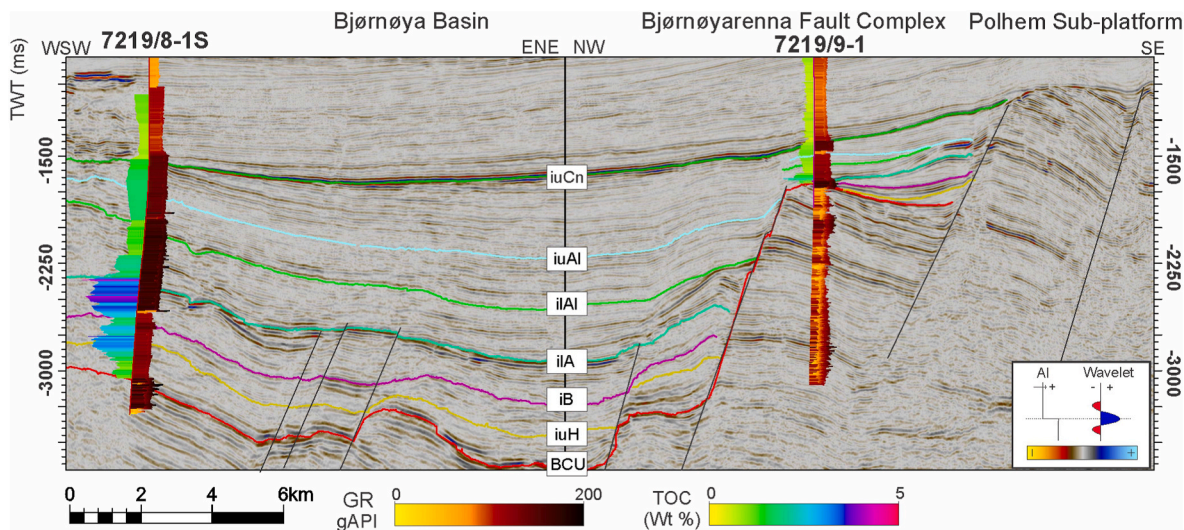 Bjørnøya Basin
Bjørnøyarenna Fault Complex
Polhem Sub-platform
WSW
7219/8-1S
ENE
NW
7219/9-1
SE
TWT (ms)
-1500
-2250
-3000
-1500
-2250
-3000
iuCn
iuAl
ilAl
ilA
iB
iuH
BCU
AI
- +
Wavelet
- +
I
+
0 2 4 6km
GR
gAPI
0 200
TOC
(Wt %)
0 5